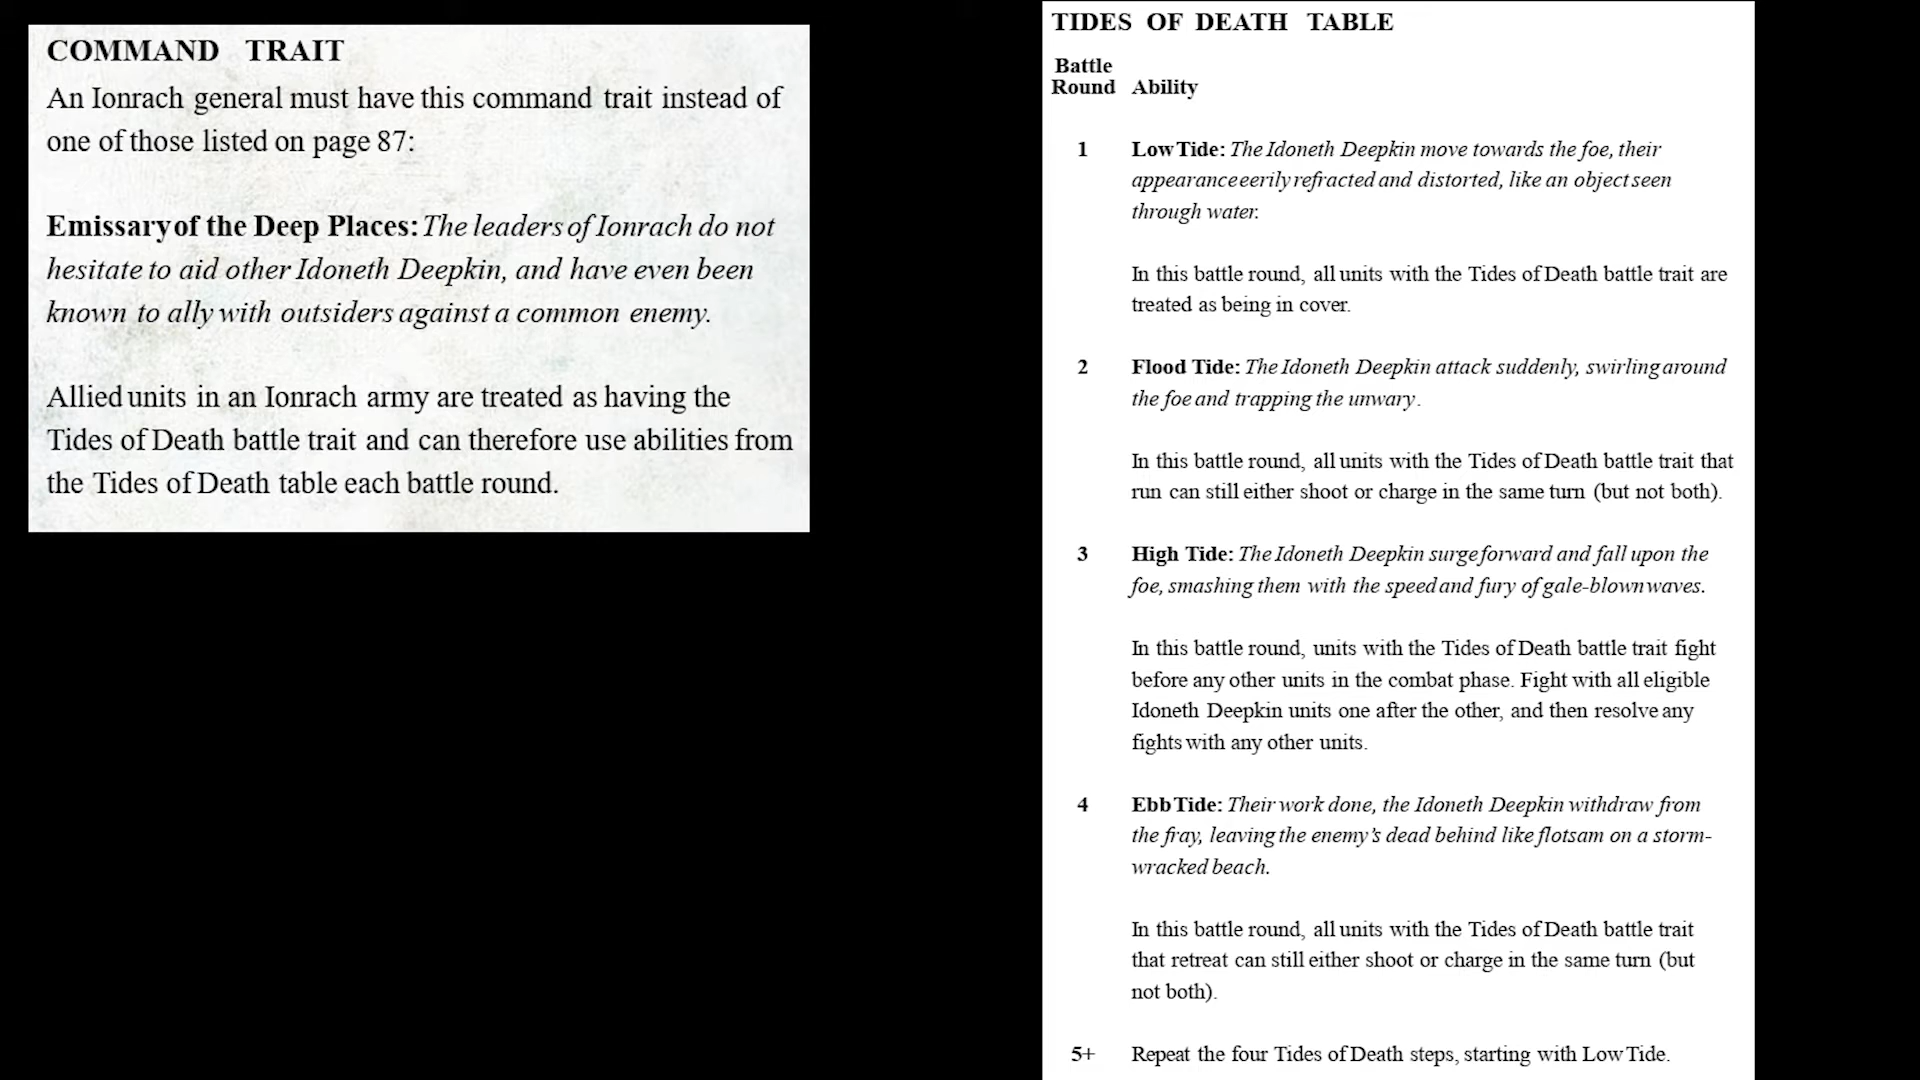 COMMAND TRAIT
An Ionrach general must have this command trait instead of
one of those listed on page 87:
Emissary of the Deep Places: The leaders of Ionrach do not
hesitate to aid other Idoneth Deepkin, and have even been
known to ally with outsiders against a common enemy.
Allied units in an Ionrach army are treated as having the
Tides of Death battle trait and can therefore use abilities from
the Tides of Death table each battle round.
TIDES OF DEATH TABLE
Battle
Round Ability
1 Low Tide: The Idoneth Deepkin move towards the foe, their
appearance eerily refracted and distorted, like an object seen
through water.
In this battle round, all units with the Tides of Death battle trait are
treated as being in cover.
2 Flood Tide: The Idoneth Deepkin attack suddenly, swirling around
the foe and trapping the unwary.
In this battle round, all units with the Tides of Death battle trait that
run can still either shoot or charge in the same turn (but not both).
3 High Tide: The Idoneth Deepkin surge forward and fall upon the
foe, smashing them with the speed and fury of gale-blown waves.
In this battle round, units with the Tides of Death battle trait fight
before any other units in the combat phase. Fight with all eligible
Idoneth Deepkin units one after the other, and then resolve any
fights with any other units.
4 Ebb Tide: Their work done, the Idoneth Deepkin withdraw from
the fray, leaving the enemy's dead behind like flotsam on a storm-
wracked beach.
In this battle round, all units with the Tides of Death battle trait
that retreat can still either shoot or charge in the same turn (but
not both).
5+ Repeat the four Tides of Death steps, starting with Low Tide.